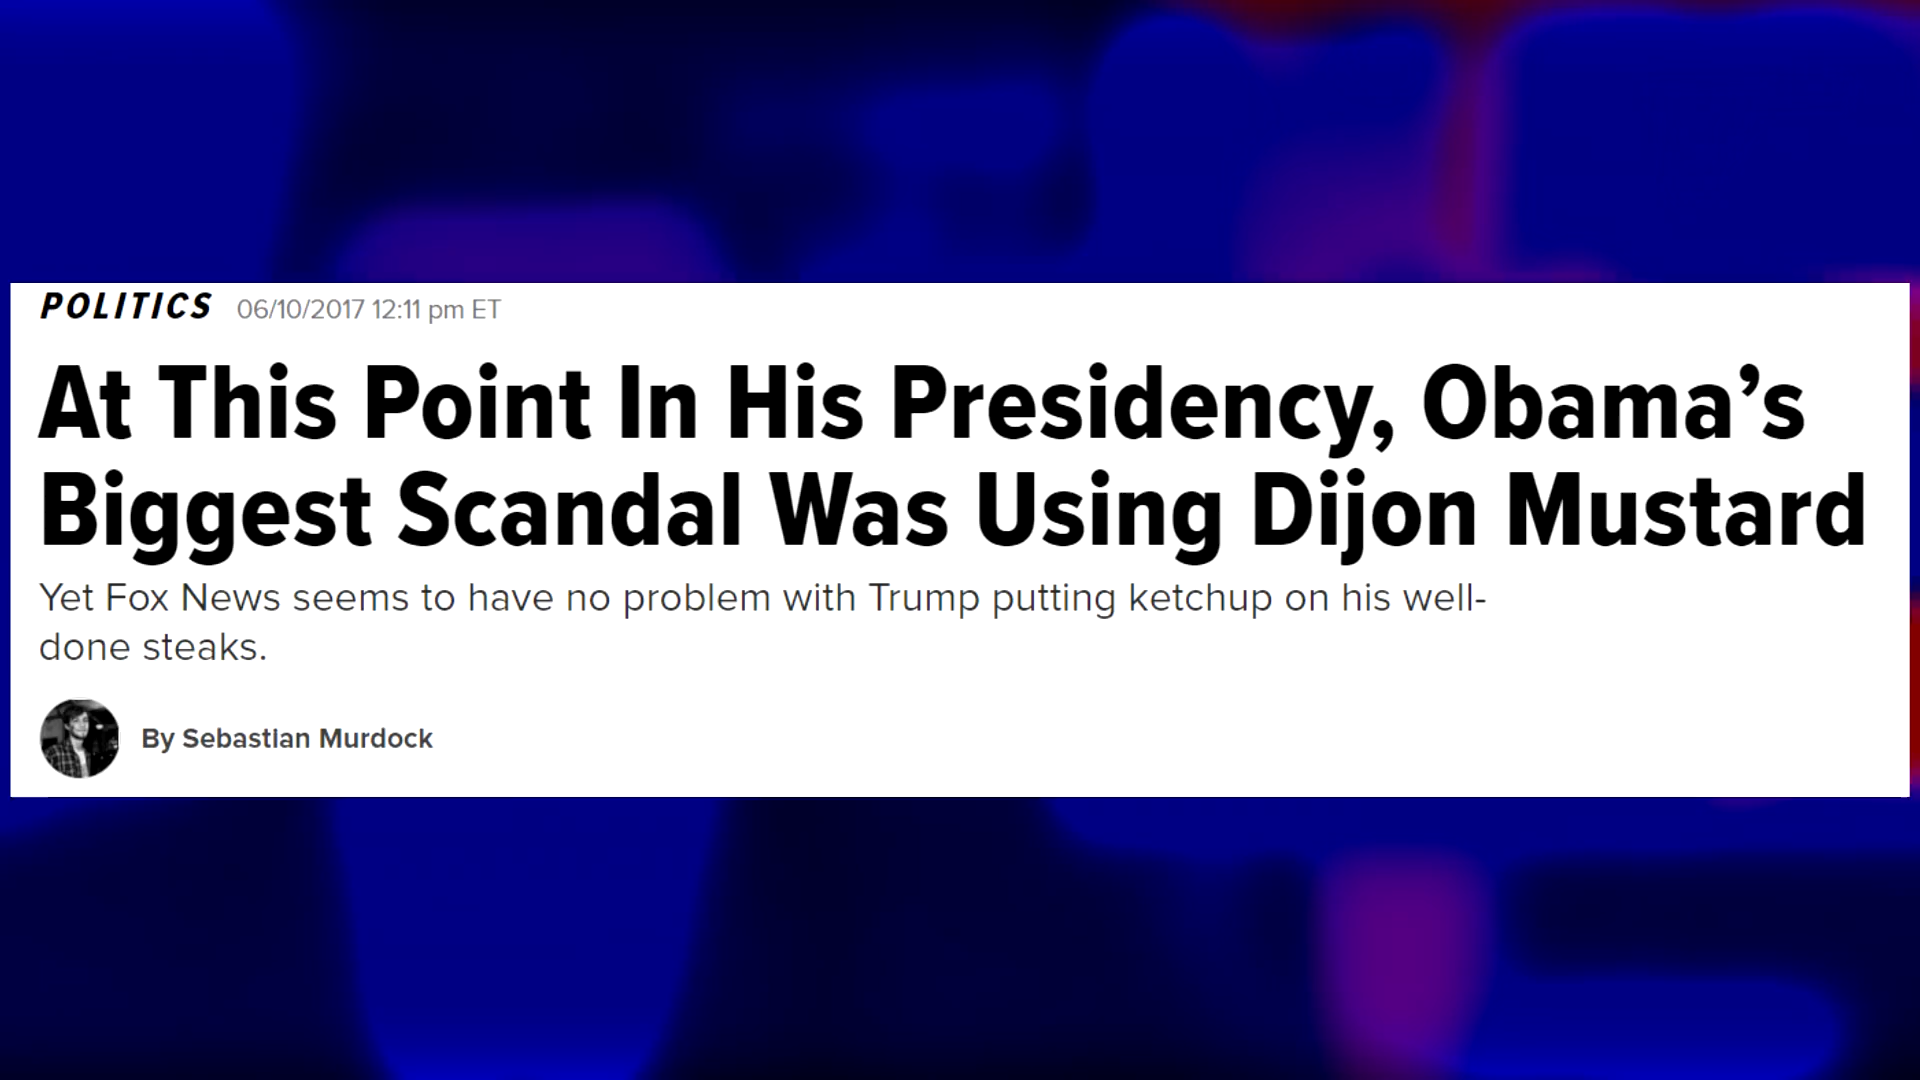 POLITICS 06/10/2017 12:11 pm ET
At This Point In His Presidency, Obama’s
Biggest Scandal Was Using Dijon Mustard
Yet Fox News seems to have no problem with Trump putting ketchup on his well-
done steaks.
By Sebastian Murdock